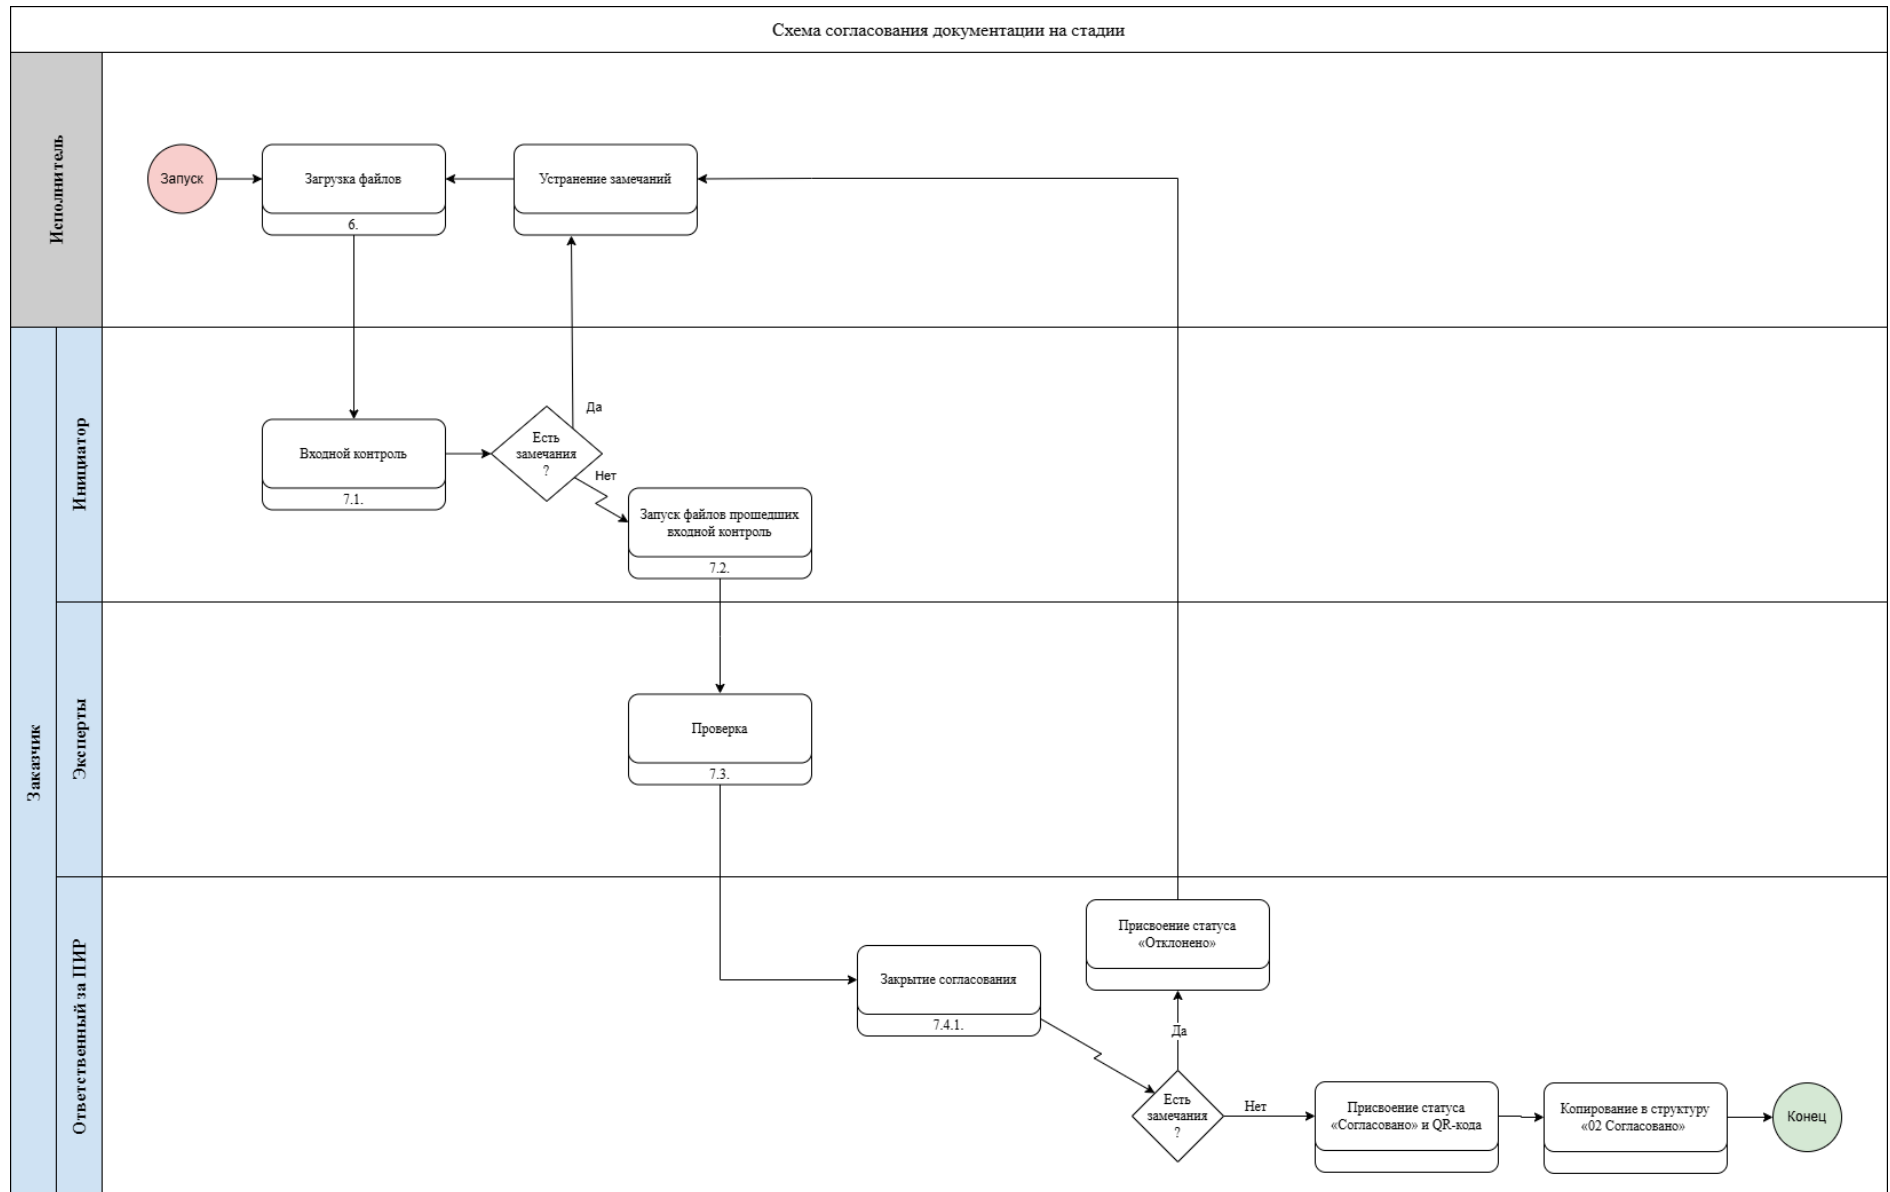 Схема согласования документации на стадии
Исполнитель
Запуск
Загрузка файлов
6.
Устранение замечаний
Заказчик
Инициатор
Входной контроль
7.1.
Есть
замечания
?
Да
Нет
Запуск файлов прошедших
входной контроль
7.2.
Эксперты
Проверка
7.3.
Ответственный за ПИР
Закрытие согласования
7.4.1.
Присвоение статуса
«Отклонено»
Да
Есть
замечания
?
Нет
Присвоение статуса
«Согласовано» и QR-кода
Копирование в структуру
«02 Согласовано»
Конец